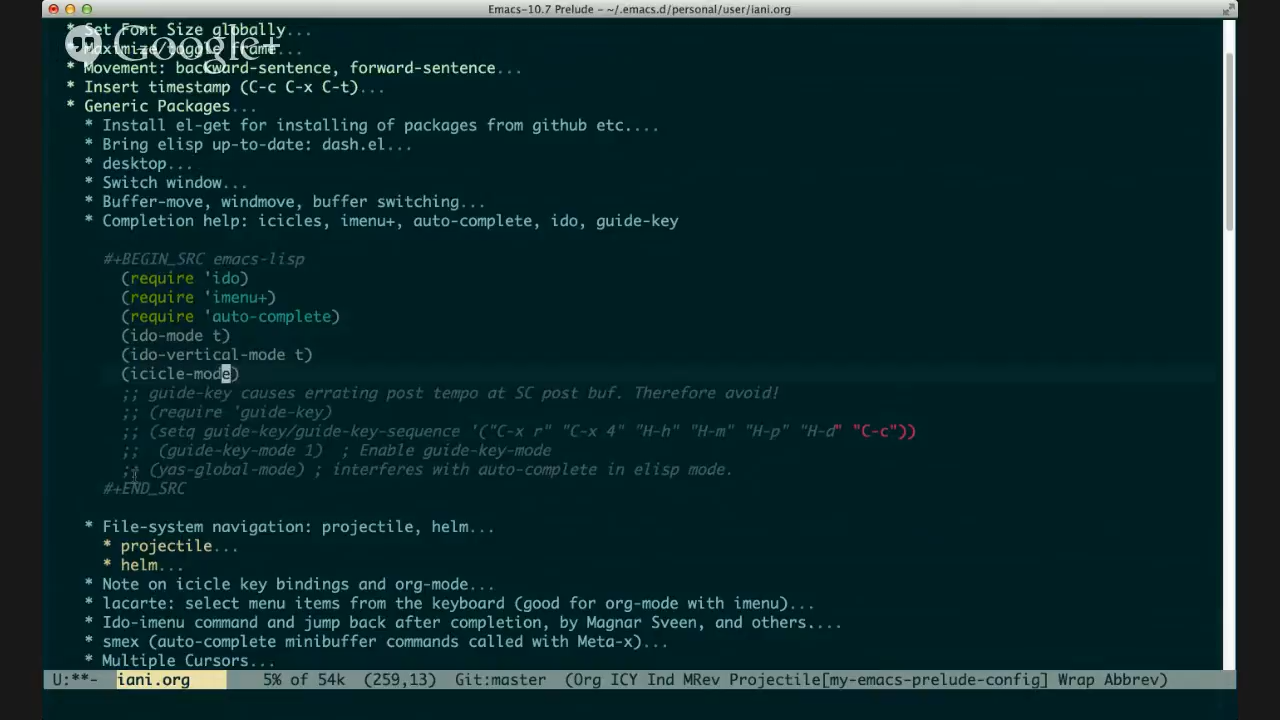 Emacs-10.7 Prelude – ~/.emacs.d/personal/user/iani.org
* Set Font Size globally...
Google+
* Maximize/toggle frame...
* Movement: backward-sentence, forward-sentence...
* Insert timestamp (C-c C-x C-t)...
* Generic Packages...
* Install el-get for installing of packages from github etc....
* Bring elisp up-to-date: dash.el...
* desktop...
* Switch window...
* Buffer-move, windmove, buffer switching...
* Completion help: icicles, imenu+, auto-complete, ido, guide-key
#+BEGIN_SRC emacs-lisp
(require 'ido)
(require 'imenu+)
(require 'auto-complete)
(ido-mode t)
(ido-vertical-mode t)
(icicle-mode)
;; guide-key causes errating post tempo at SC post buf. Therefore avoid!
;; (require 'guide-key)
;; (setq guide-key/guide-key-sequence '("C-x r" "C-x 4" "H-h" "H-m" "H-p" "H-d" "C-c"))
;;  (guide-key-mode 1)  ; Enable guide-key-mode
;; (yas-global-mode) ; interferes with auto-complete in elisp mode.
#+END_SRC
* File-system navigation: projectile, helm...
* projectile...
* helm...
* Note on icicle key bindings and org-mode...
* lacarte: select menu items from the keyboard (good for org-mode with imenu)...
* Ido-imenu command and jump back after completion, by Magnar Sveen, and others....
* smex (auto-complete minibuffer commands called with Meta-x)...
* Multiple Cursors...
U:**-  iani.org  5% of 54k  (259,13)  Git:master  (Org ICY Ind MRev Projectile[my-emacs-prelude-config] Wrap Abbrev)